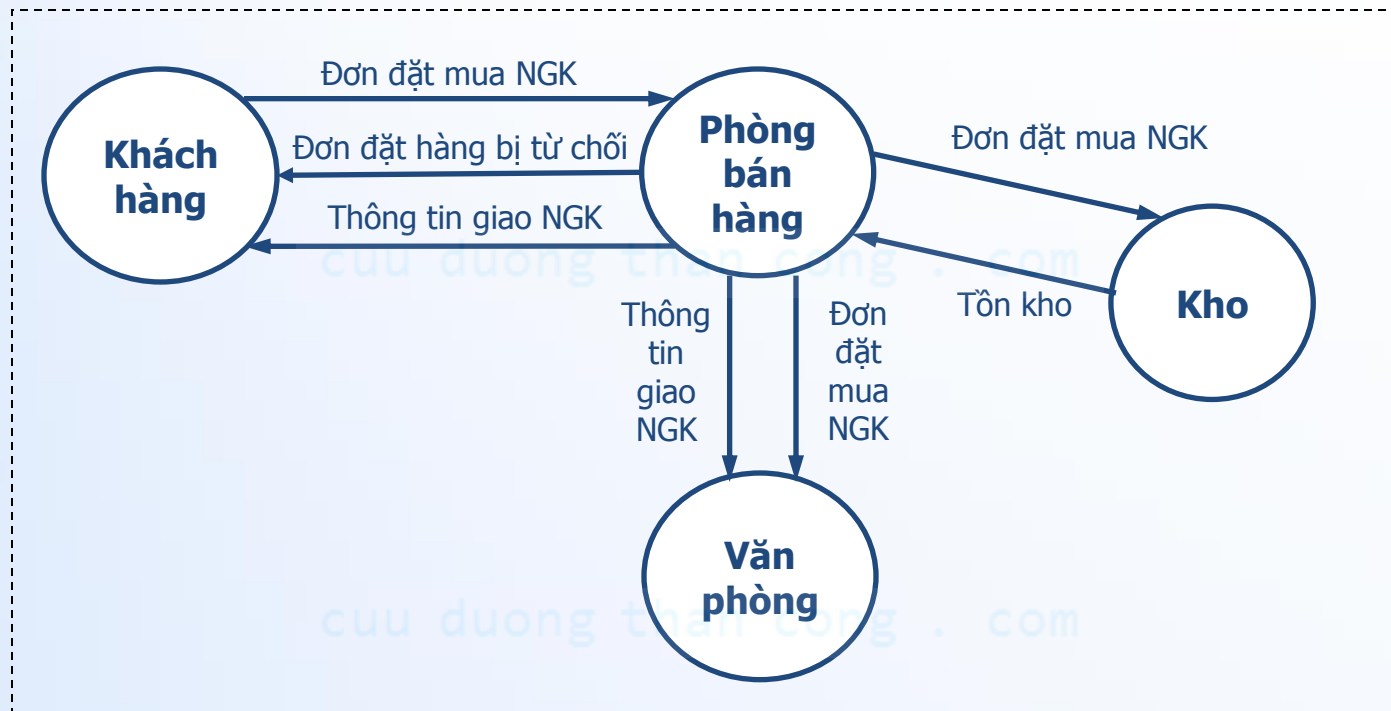 Đơn đặt mua NGK
Khách
hàng
Đơn đặt hàng bị từ chối
Thông tin giao NGK
Phòng
bán
hàng
Đơn đặt mua NGK
Tồn kho
Kho
cuu duong than cong . com
Thông
tin
giao
NGK
Đơn
đặt
mua
NGK
Văn
phòng
cuu duong than cong . com